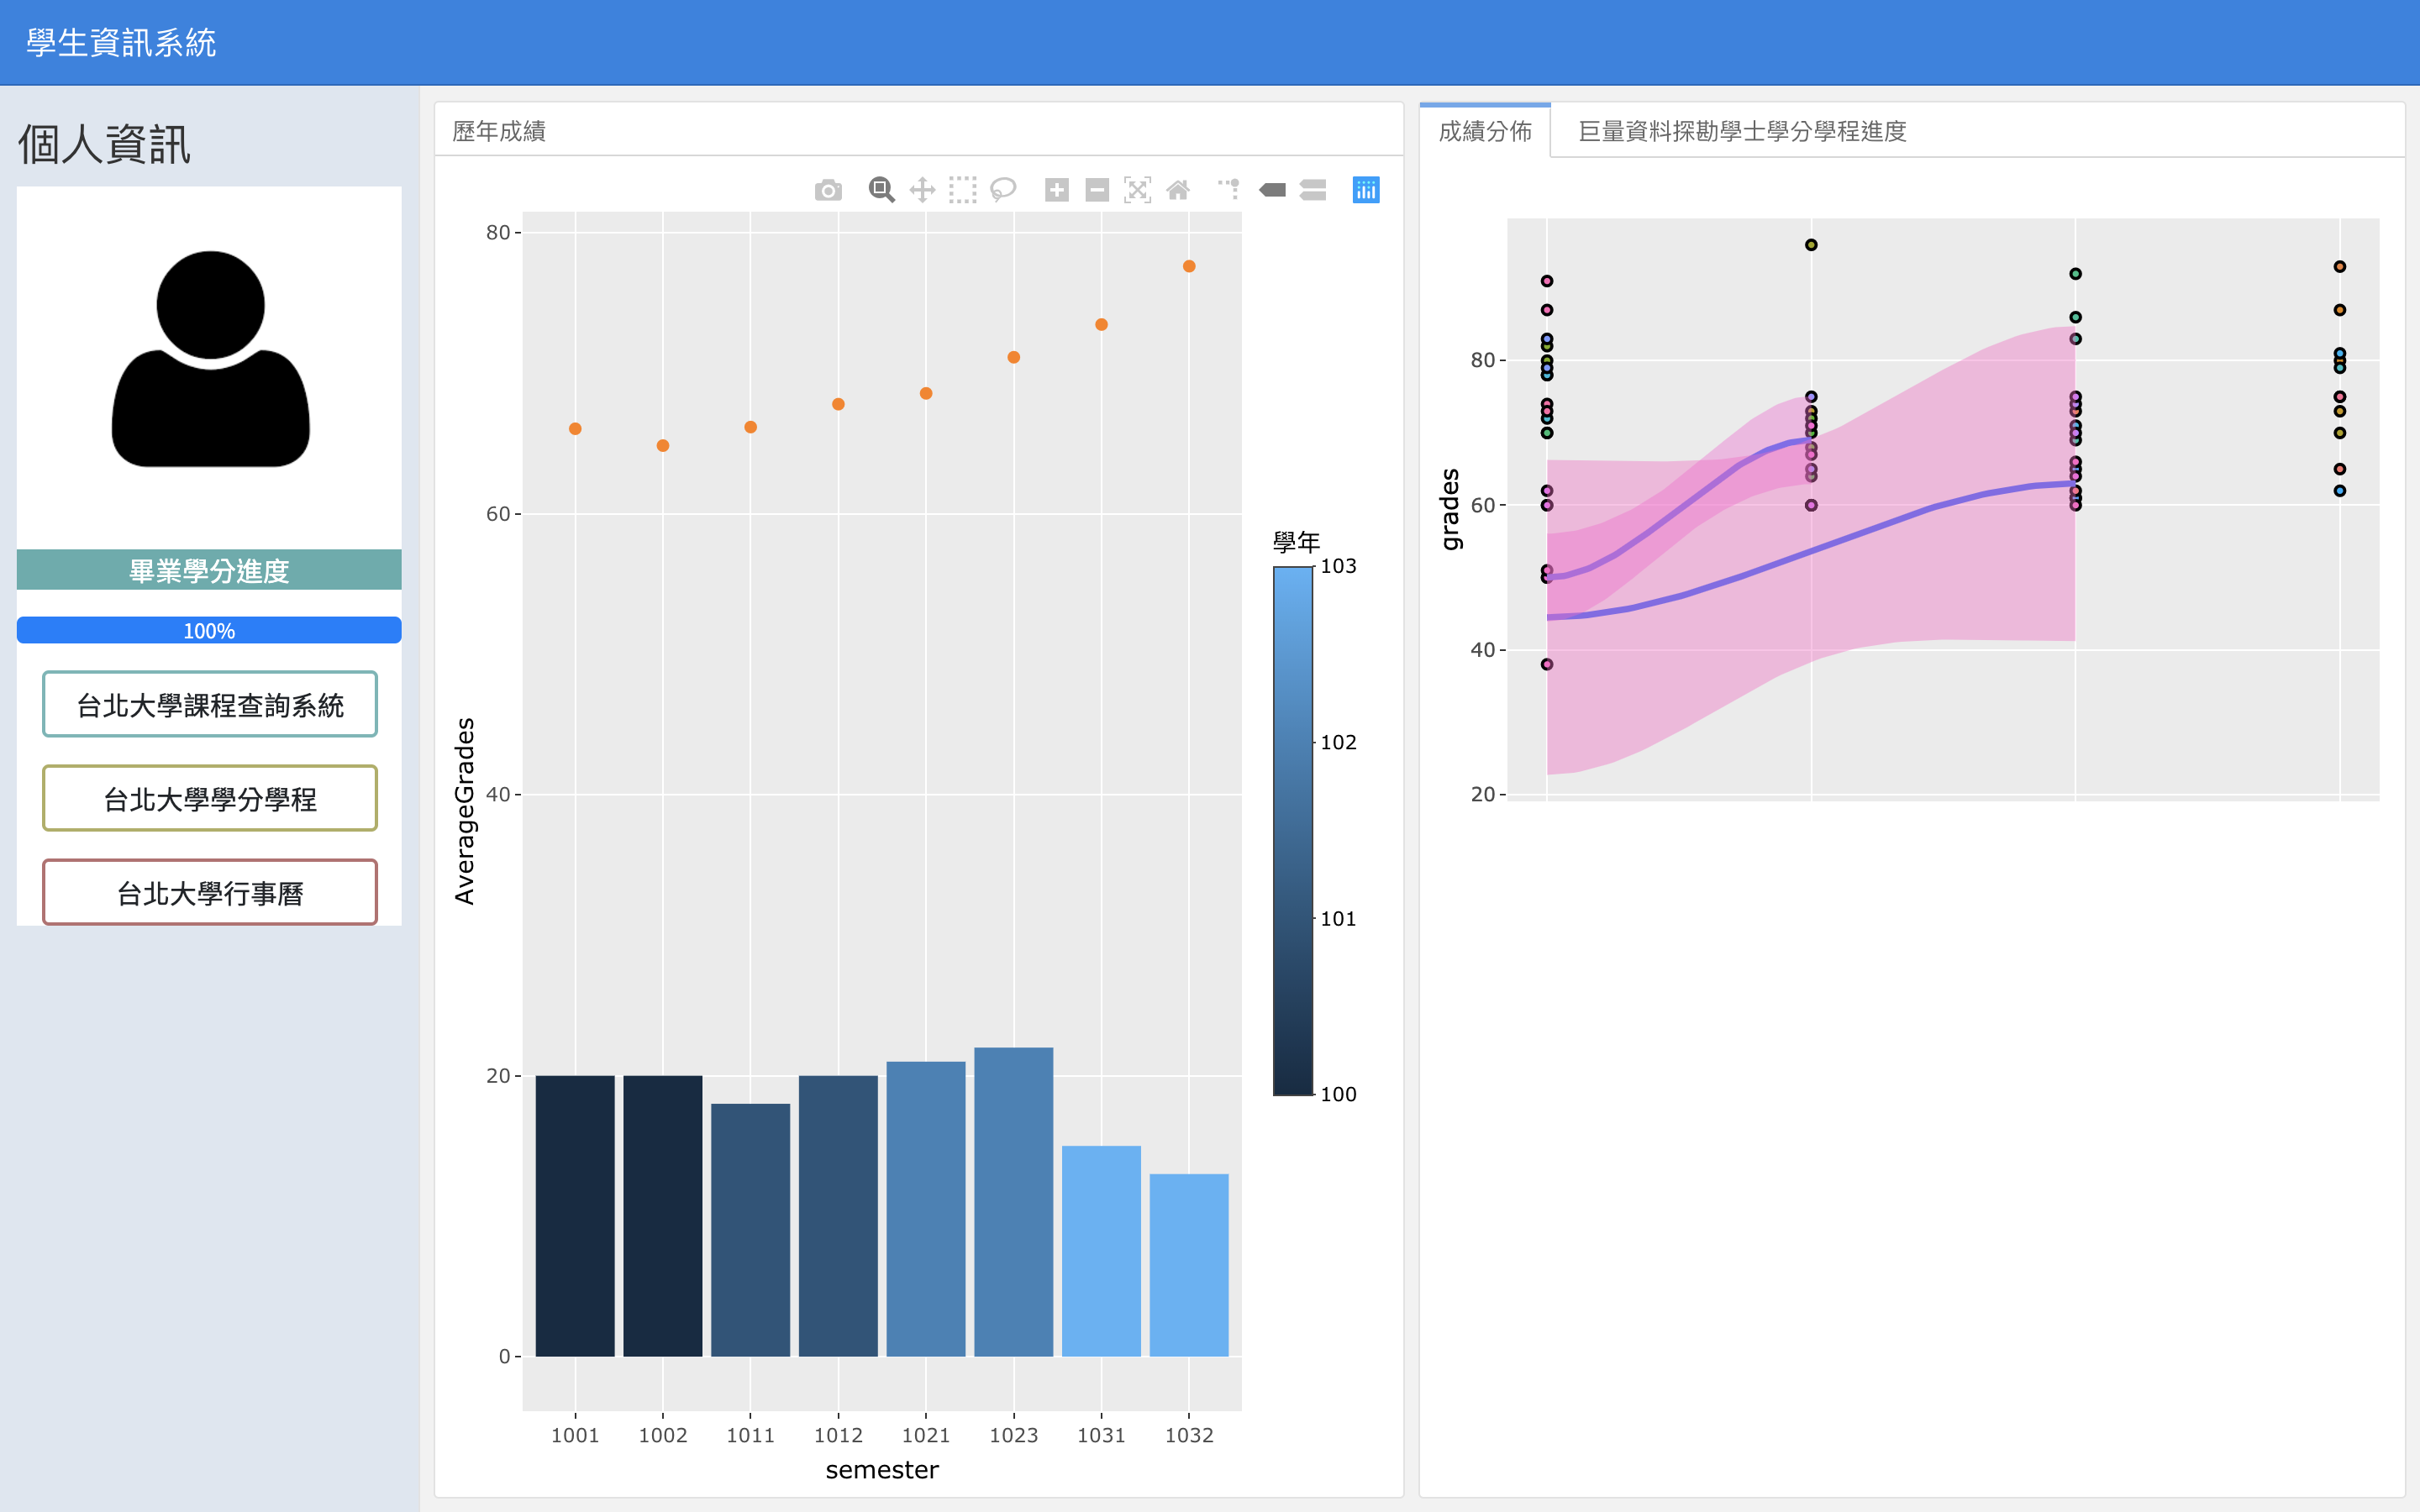 學生資訊系統
個人資訊
畢業學分進度
100%
台北大學課程查詢系統
台北大學學分學程
台北大學行事曆
歷年成績
80
60
40
20
0
AverageGrades
1001 1002 1011 1012 1021 1023 1031 1032
semester
學年
103
102
101
100
成績分佈 巨量資料探勘學士學分學程進度
80
60
40
20
grades